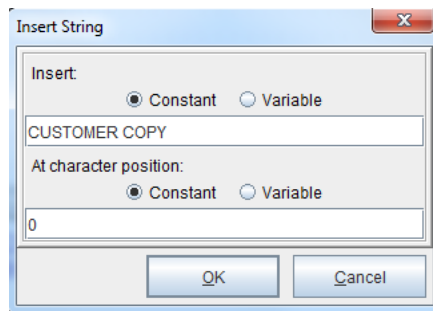 Insert String
Insert:
Constant Variable
CUSTOMER COPY
At character position:
Constant Variable
0
OK Cancel